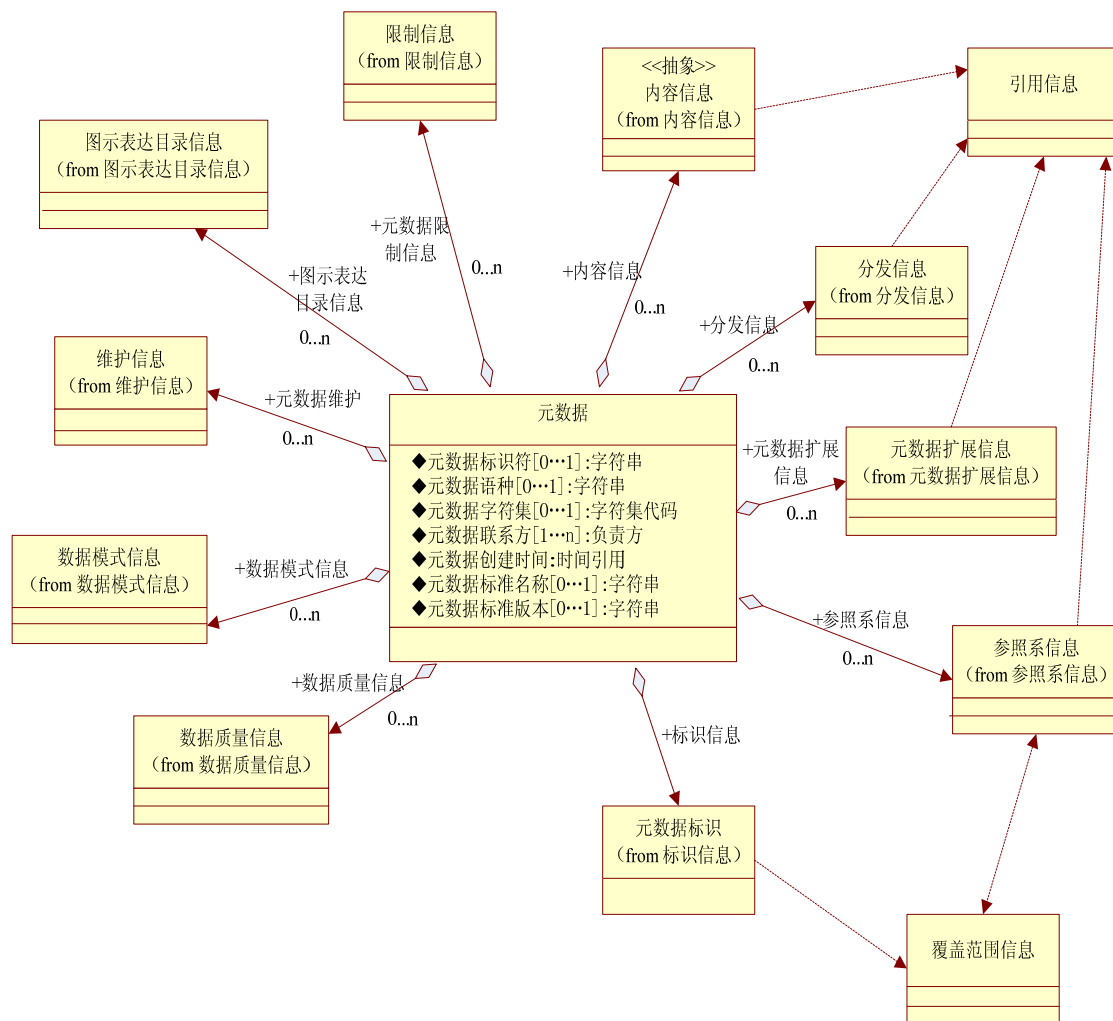 限制信息
（from 限制信息）
<<抽象>>
内容信息
（from 内容信息）
引用信息
图示表达目录信息
（from 图示表达目录信息）
+元数据限
制信息
0...n
+内容信息
0...n
+图示表达
目录信息
0...n
分发信息
（from 分发信息）
+分发信息
0...n
维护信息
（from 维护信息）
+元数据维护
0...n
元数据
◆元数据标识符[0…1]:字符串
◆元数据语种[0…1]:字符串
◆元数据字符集[0…1]:字符集代码
◆元数据联系方[1…n]:负责方
◆元数据创建时间:时间引用
◆元数据标准名称[0…1]:字符串
◆元数据标准版本[0…1]:字符串
+元数据扩展
信息
0...n
元数据扩展信息
（from 元数据扩展信息）
数据模式信息
（from 数据模式信息）
+数据模式信息
0...n
+参照系信息
0...n
参照系信息
（from 参照系信息）
+数据质量信息
0...n
数据质量信息
（from 数据质量信息）
+标识信息
元数据标识
（from 标识信息）
覆盖范围信息